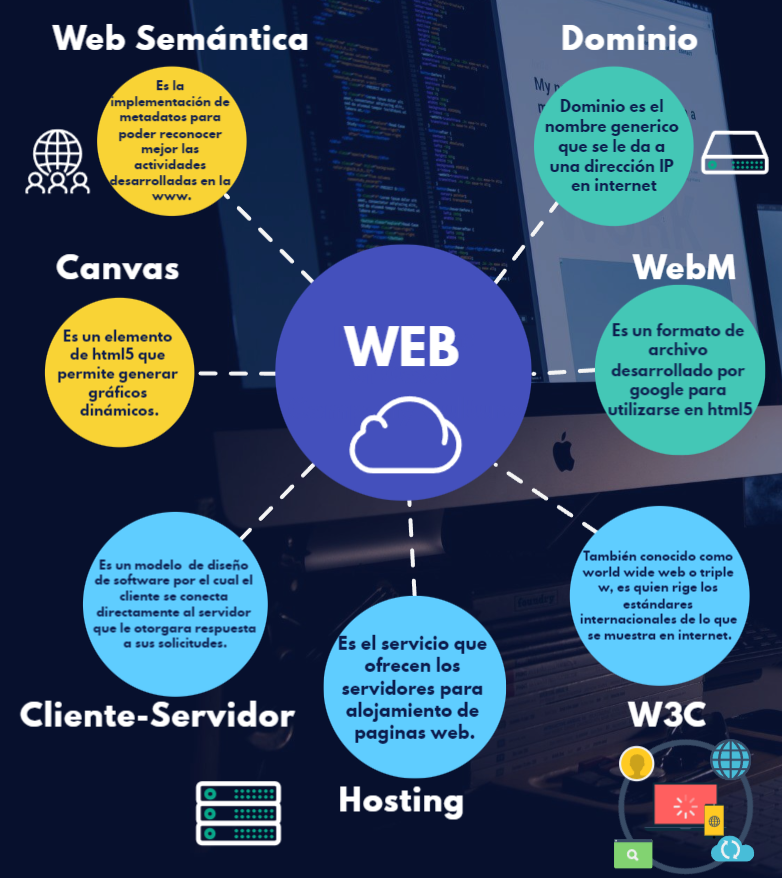 Web Semántica
Es la
implementación de
metadatos para
poder reconocer
mejor las
actividades
desarrolladas en la
www.
Dominio
Dominio es el
nombre generico
que se le da a
una dirección IP
en internet
Canvas
Es un elemento
de html5 que
permite generar
gráficos
dinámicos.
WEB
WebM
Es un formato de
archivo
desarrollado por
google para
utilizarse en html5
Es un modelo de diseño
de software por el cual el
cliente se conecta
directamente al servidor
que le otorgara respuesta
a sus solicitudes.
Cliente-Servidor
Es el servicio que
ofrecen los
servidores para
alojamiento de
paginas web.
Hosting
También conocido como
world wide web o triple
w, es quien rige los
estándares
internacionales de lo que
se muestra en internet.
W3C